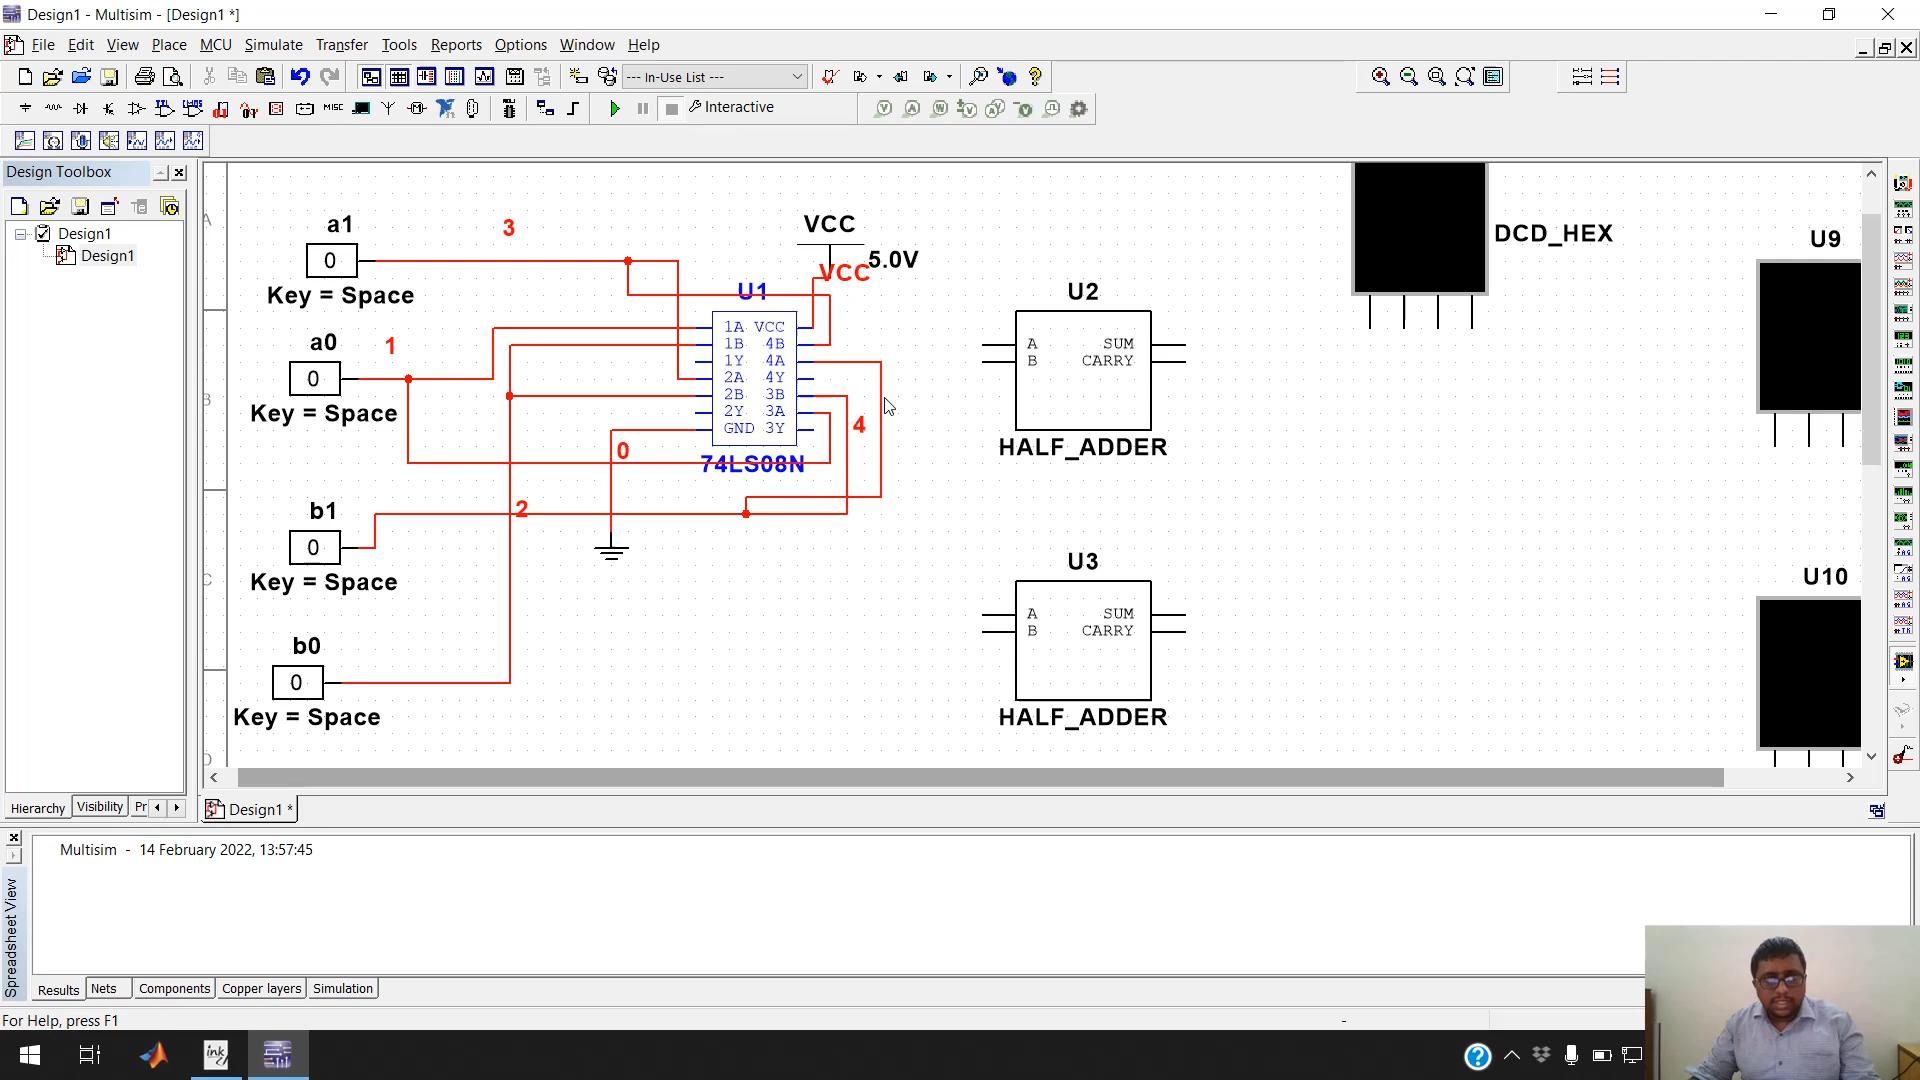 Design1 - Multisim - [Design1 *]
File Edit View Place MCU Simulate Transfer Tools Reports Options Window Help
--- In-Use List ---
Interactive
Design Toolbox
Design1
Design1
Hierarchy Visibility Pr
a1
0
Key = Space
3
a0
0
Key = Space
1
b1
0
Key = Space
2
b0
0
Key = Space
VCC
5.0V
VCC
U1
1A VCC
1B 4B
1Y 4A
2A 4Y
2B 3B
2Y 3A
GND 3Y
74LS08N
0
4
U2
A SUM
B CARRY
HALF_ADDER
U3
A SUM
B CARRY
HALF_ADDER
DCD_HEX
U9
U10
A
B
C
D
Design1 *
Multisim - 14 February 2022, 13:57:45
Spreadsheet View
Results Nets Components Copper layers Simulation
For Help, press F1
-